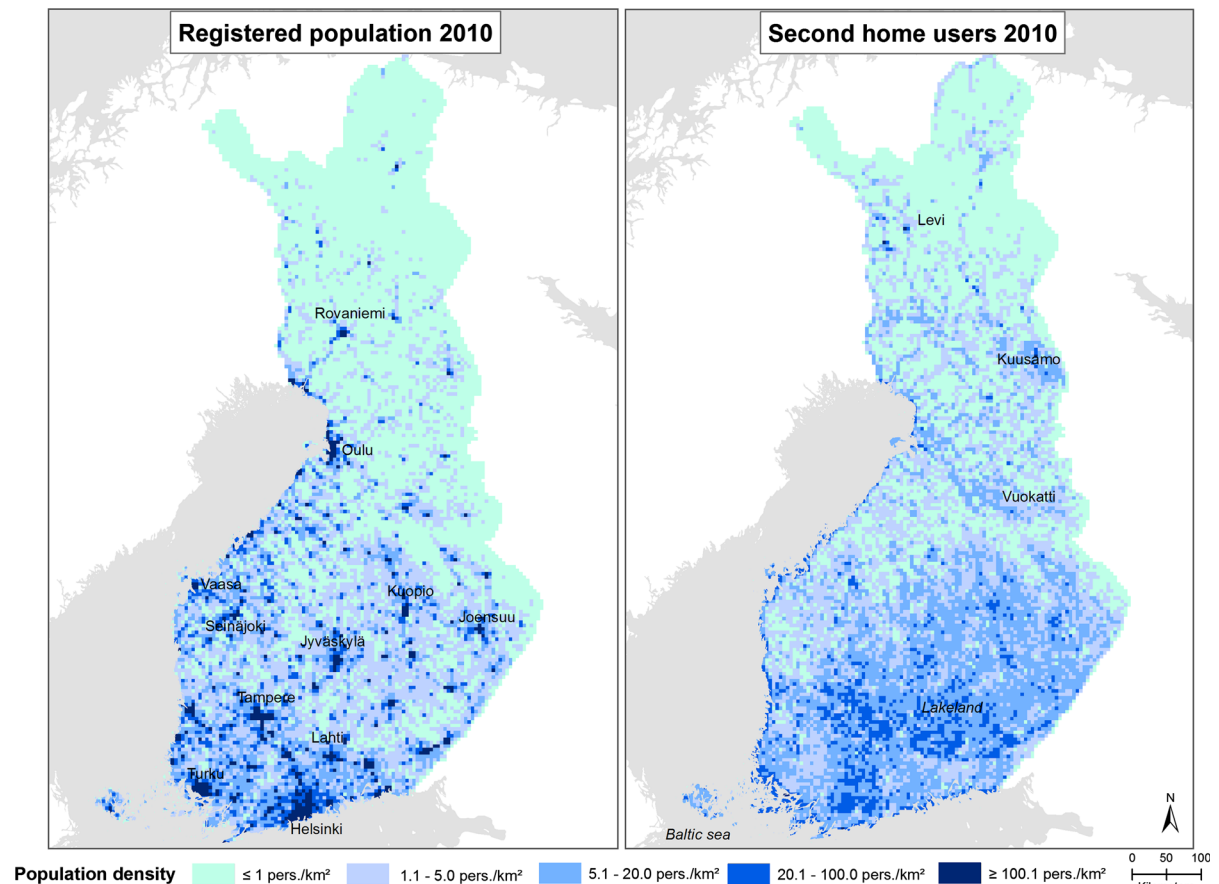 Registered population 2010
Rovaniemi
Oulu
Vaasa
Kuopio
Seinäjoki
Joensuu
Jyväskylä
Tampere
Lahti
Turku
Helsinki
Second home users 2010
Levi
Kuusamo
Vuokatti
Lakeland
Baltic sea
N
Population density
≤ 1 pers./km²
1.1 - 5.0 pers./km²
5.1 - 20.0 pers./km²
20.1 - 100.0 pers./km²
≥ 100.1 pers./km²
0 50 100